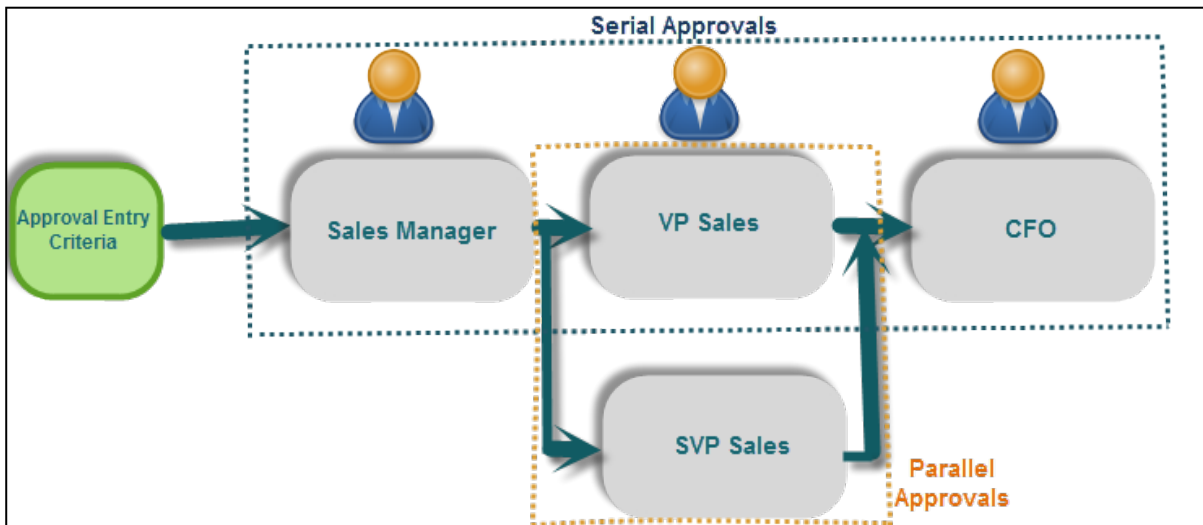 Serial Approvals
Approval Entry
Criteria
Sales Manager
VP Sales
CFO
SVP Sales
Parallel
Approvals